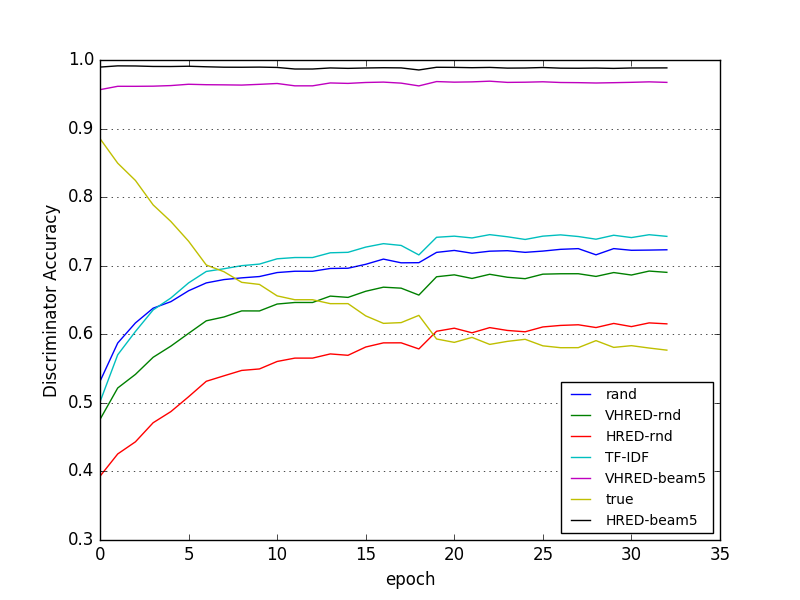 1.0
0.9
0.8
0.7
0.6
0.5
0.4
0.3
Discriminator Accuracy
0 5 10 15 20 25 30 35
epoch
rand
VHRED-rnd
HRED-rnd
TF-IDF
VHRED-beam5
true
HRED-beam5